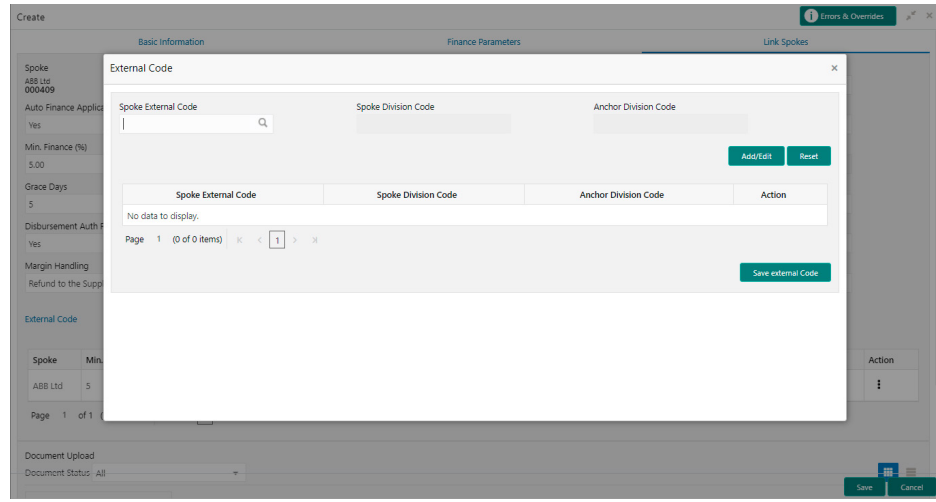 Create
Errors & Overrides
Basic Information
Finance Parameters
Link Spokes
Spoke
ABB Ltd
000409
Auto Finance Applica
Yes
Min. Finance (%)
5.00
Grace Days
5
Disbursement Auth
Yes
Margin Handling
Refund to the Suppl
External Code
Spoke Min. Action
ABB Ltd 5
Page 1 of 1 (
Document Upload
Document Status All
Save Cancel
External Code
Spoke External Code Spoke Division Code Anchor Division Code
Add/Edit Reset
Spoke External Code Spoke Division Code Anchor Division Code Action
No data to display.
Page 1 (0 of 0 items) 1
Save external Code